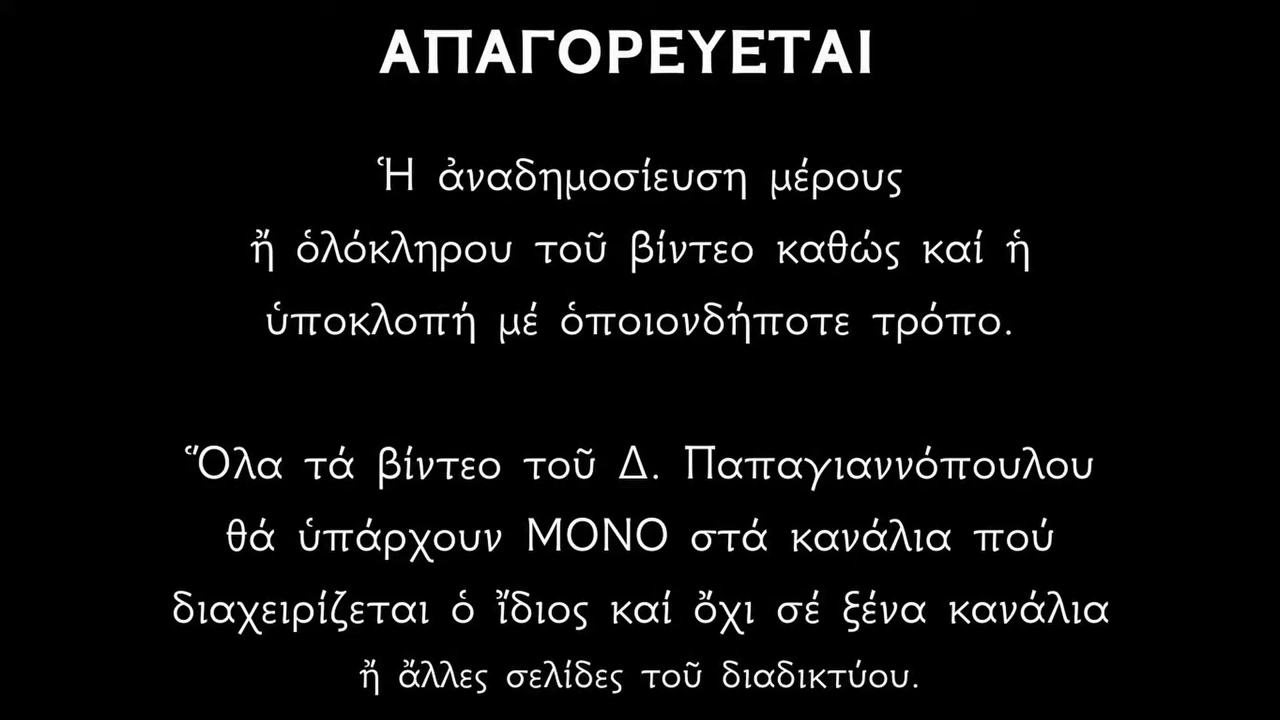 ΑΠΑΓΟΡΕΥΕΤΑΙ
Ἡ ἀναδημοσίευση μέρους
ἤ ὁλόκληρου τοῦ βίντεο καθώς καί ἡ
ὑποκλοπή μέ ὁποιονδήποτε τρόπο.
Ὅλα τά βίντεο τοῦ Δ. Παπαγιαννόπουλου
θά ὑπάρχουν ΜΟΝΟ στά κανάλια πού
διαχειρίζεται ὁ ἴδιος καί ὄχι σέ ξένα κανάλια
ἤ ἄλλες σελίδες τοῦ διαδικτύου.